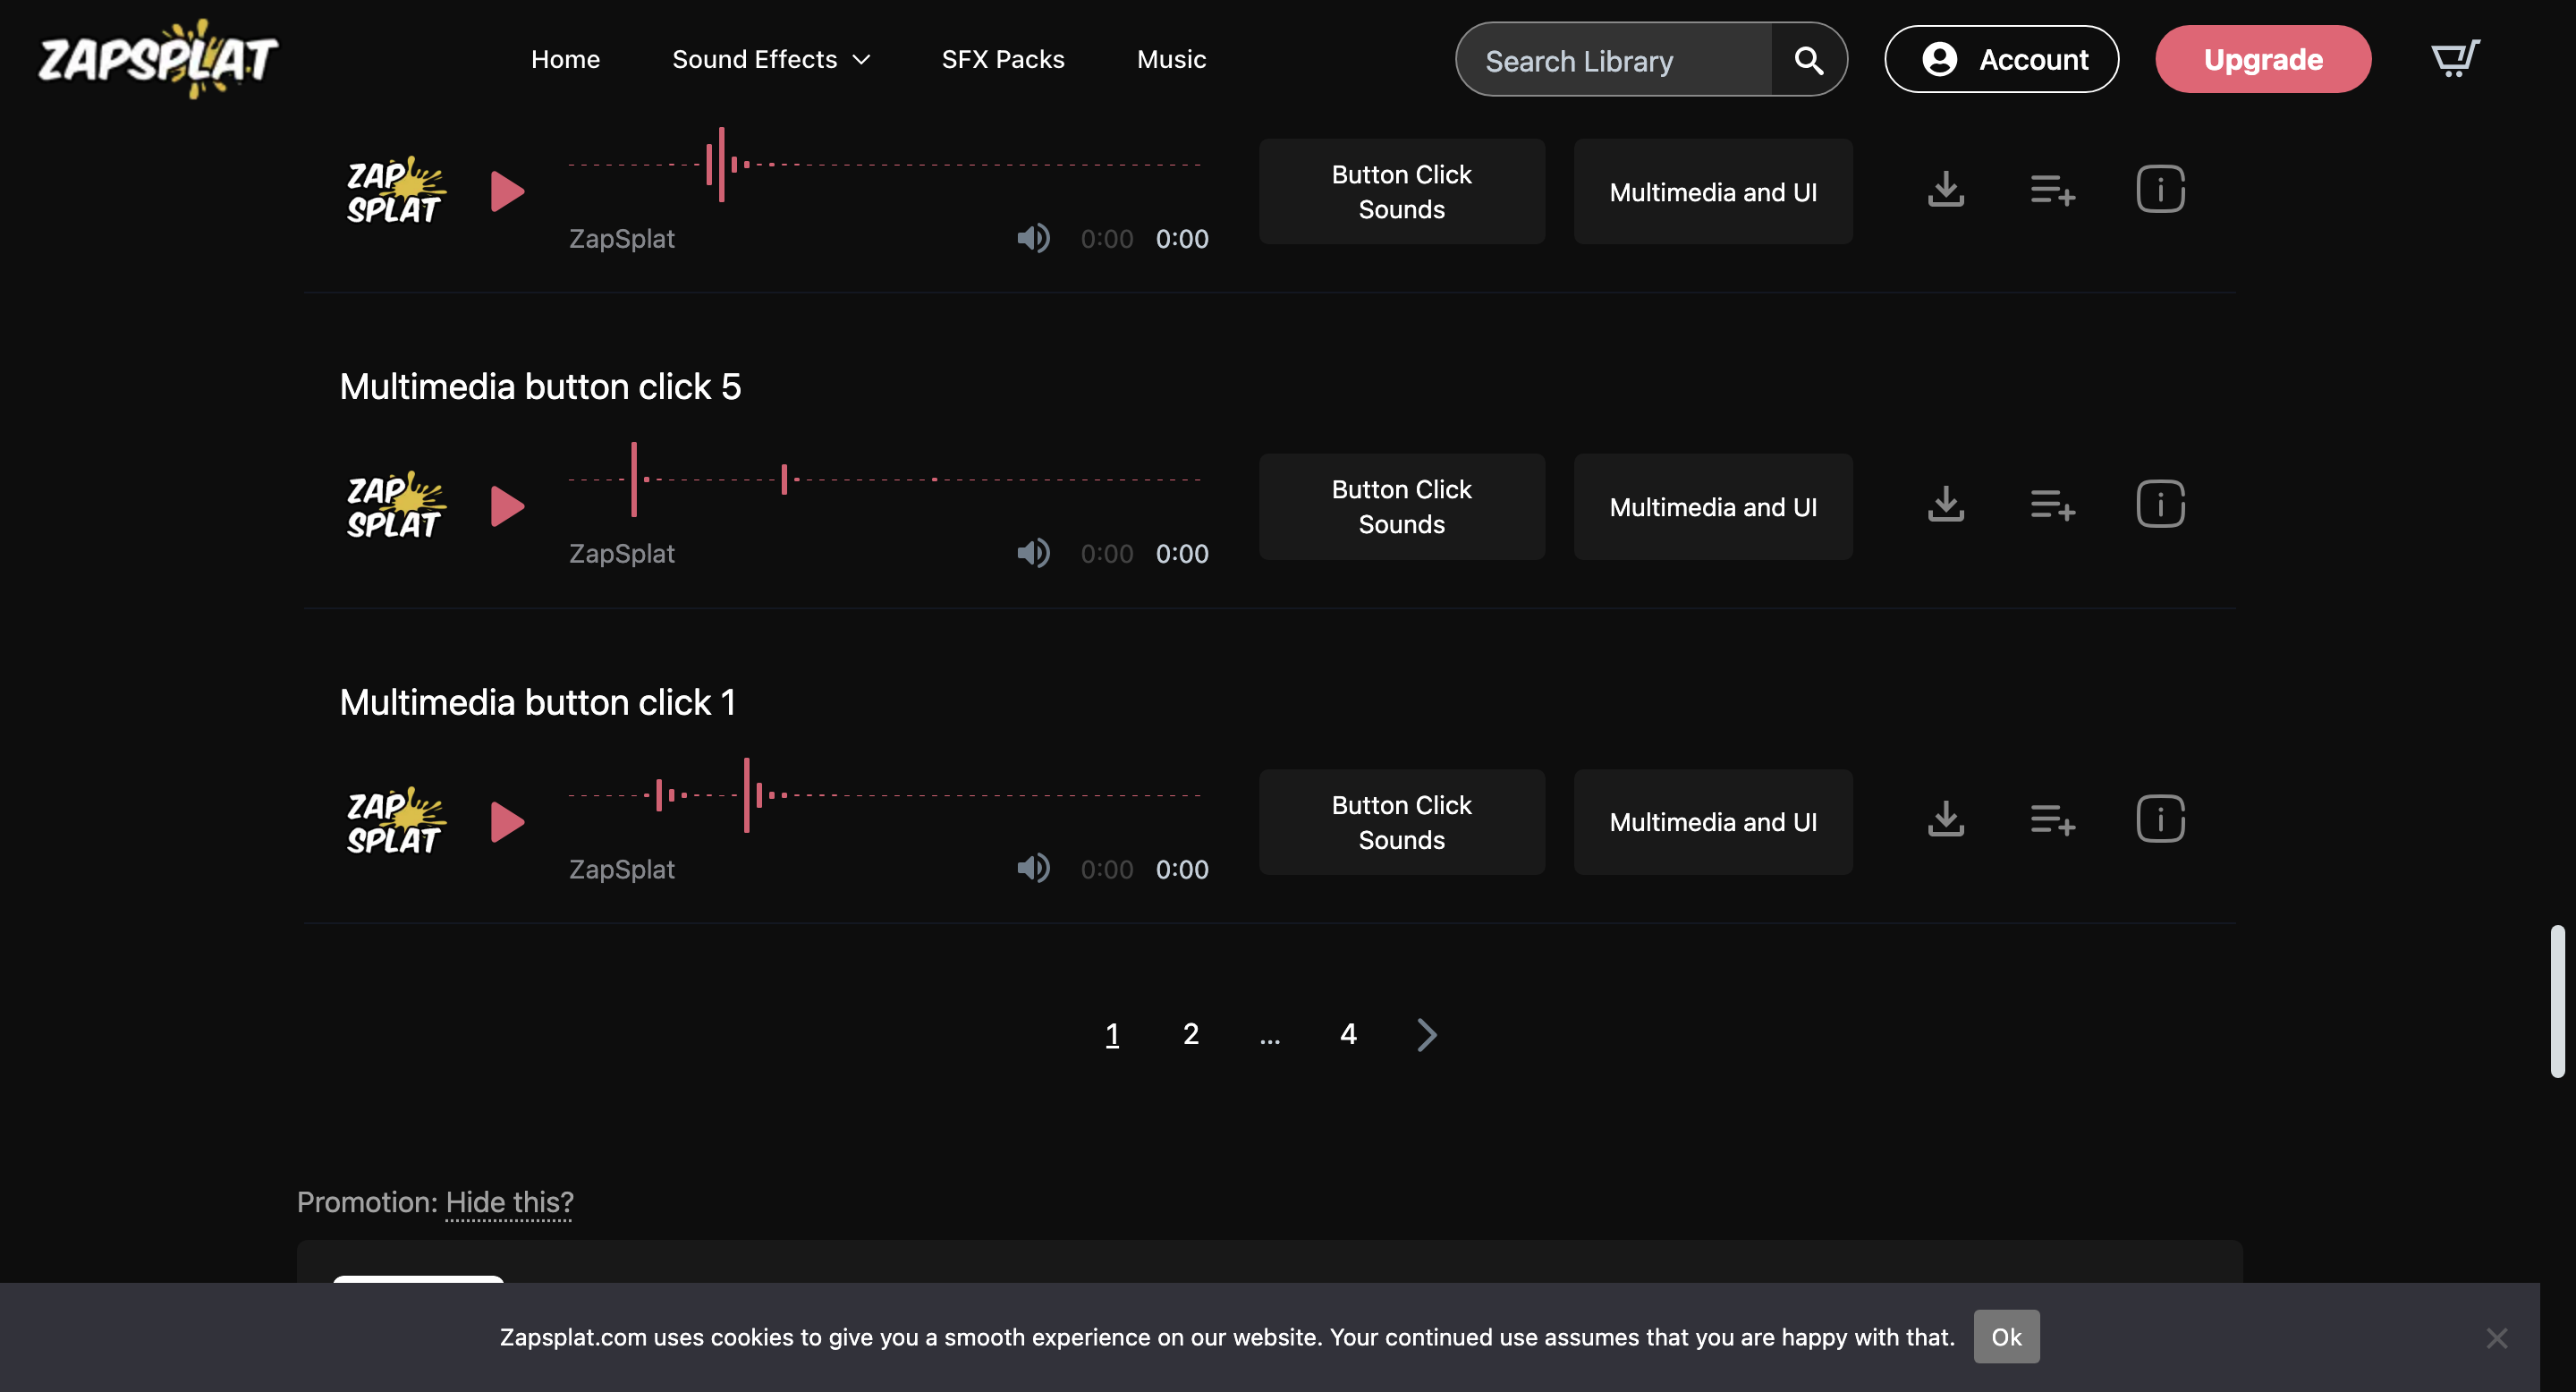 ZAPSPLAT
Home
Sound Effects
SFX Packs
Music
Search Library
Account
Upgrade
ZAP
SPLAT
ZapSplat
0:00
0:00
Button Click
Sounds
Multimedia and UI
Multimedia button click 5
ZAP
SPLAT
ZapSplat
0:00
0:00
Button Click
Sounds
Multimedia and UI
Multimedia button click 1
ZAP
SPLAT
ZapSplat
0:00
0:00
Button Click
Sounds
Multimedia and UI
1 2 ... 4
Promotion: Hide this?
Zapsplat.com uses cookies to give you a smooth experience on our website. Your continued use assumes that you are happy with that.
Ok